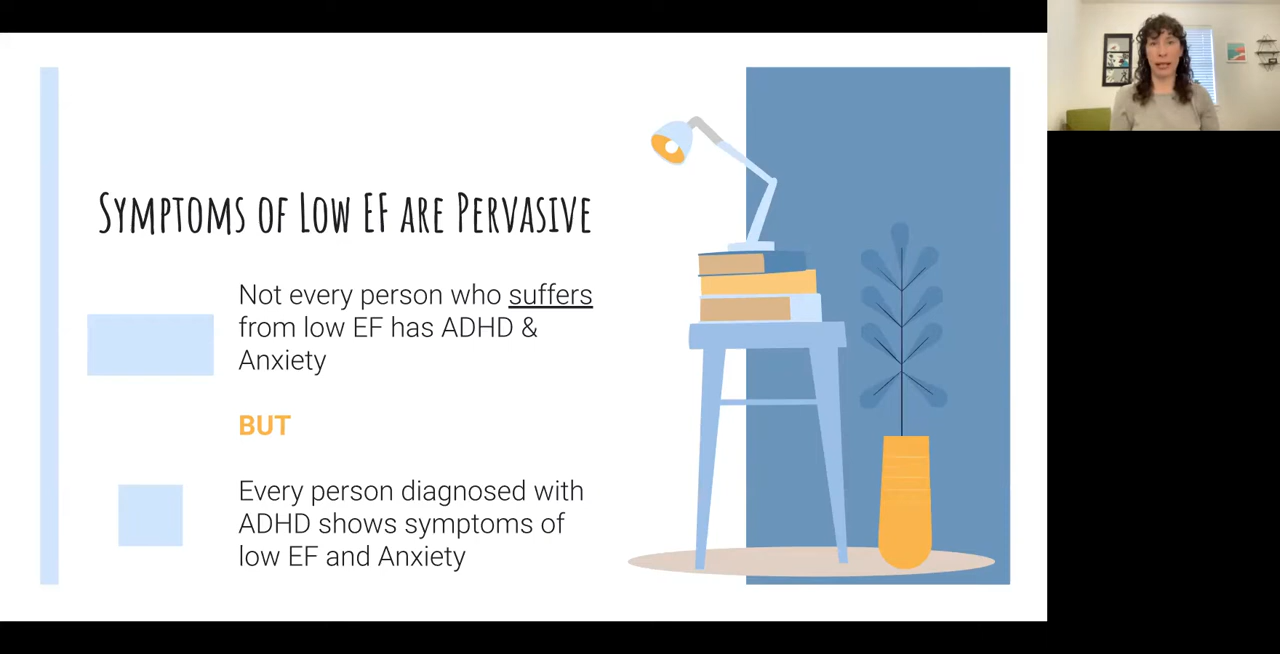 Symptoms of Low EF are Pervasive
Not every person who suffers
from low EF has ADHD &
Anxiety
BUT
Every person diagnosed with
ADHD shows symptoms of
low EF and Anxiety